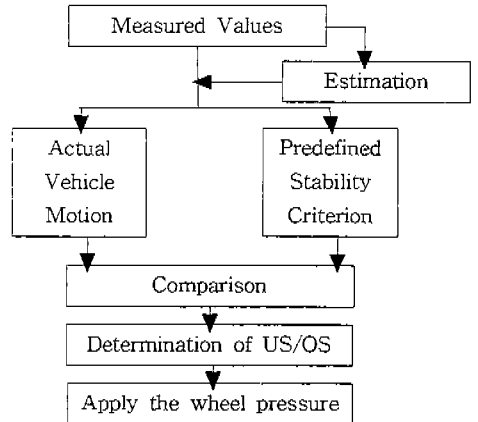 Measured Values
Estimation
Actual
Vehicle
Motion
Predefined
Stability
Criterion
Comparison
Determination of US/OS
Apply the wheel pressure